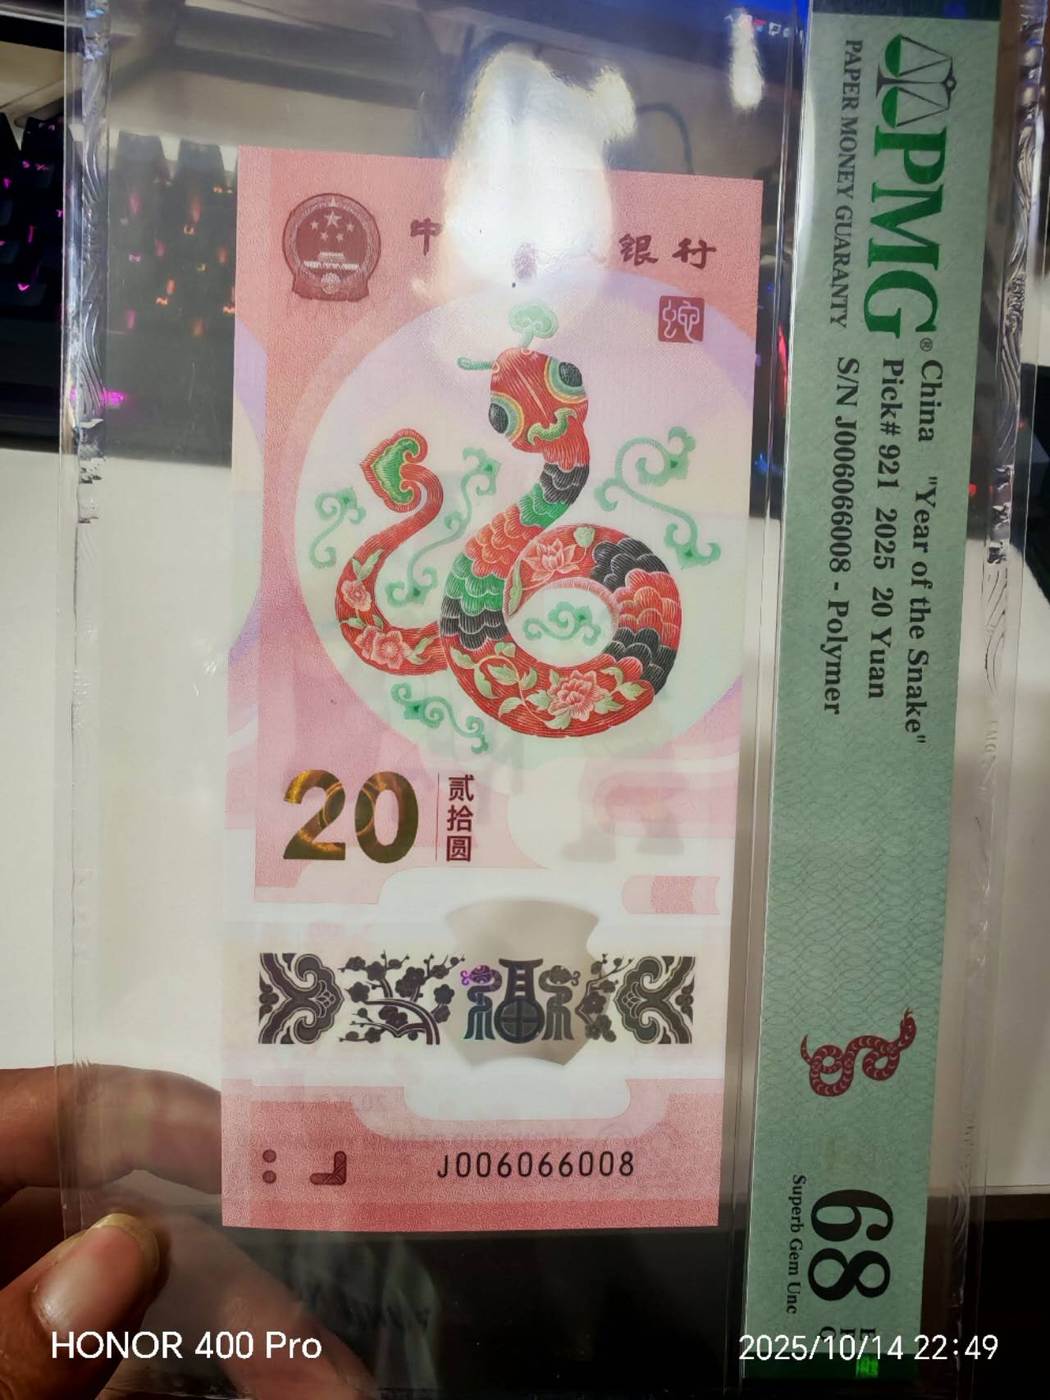 中 银行
蛇
20
贰拾圆
福
J006066008
PMG®
PAPER MONEY GUARANTY
China "Year of the Snake"
Pick# 921 2025 20 Yuan
S/N J006066008 - Polymer
68
Superb Gem Unc
HONOR 400 Pro
2025/10/14 22:49